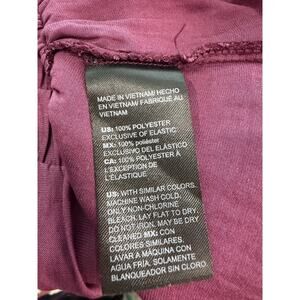 MADE IN VIETNAM/ HECHO
EN VIETNAM/ FABRIQUÉ AU
VIETNAM
US: 100% POLYESTER
EXCLUSIVE OF ELASTIC:
MX: 100% poliéster
EXCLUSIVO DEL ELÁSTICO
CA: 100% POLYESTER
À L'EXCEPTION DE
L'ÉLASTIQUE
US: WITH SIMILAR COLORS.
MACHINE WASH COLD,
ONLY NON-CHLORINE
BLEACH. LAY FLAT TO DRY.
DO NOT IRON. MAY BE DRY
CLEANED MX: CON
COLORES SIMILARES.
LAVAR A MÁQUINA CON
AGUA FRÍA. SOLAMENTE
BLANQUEADOR SIN CLORO.